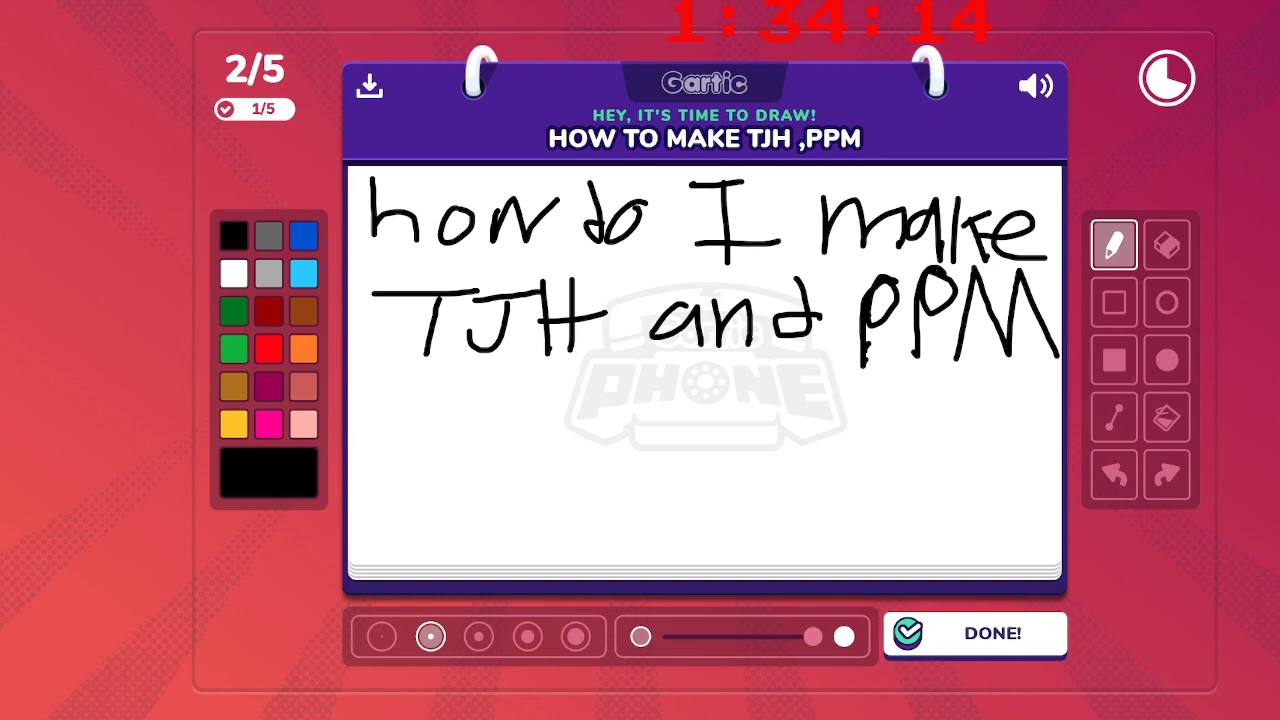 1:34:14
2/5
1/5
Gartic
HEY, IT'S TIME TO DRAW!
HOW TO MAKE TJH ,PPM
how do I make
TJH and PPM
Gartic
PHONE
DONE!